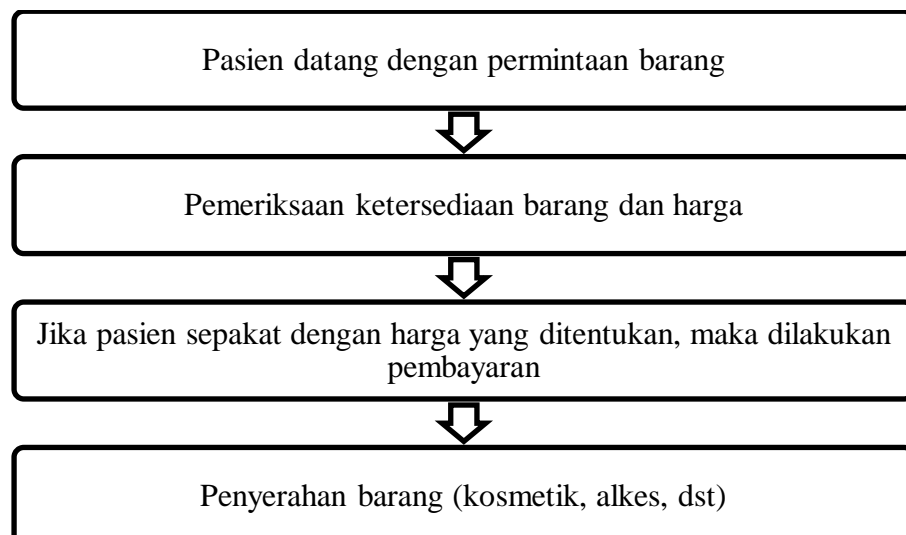 Pasien datang dengan permintaan barang
Pemeriksaan ketersediaan barang dan harga
Jika pasien sepakat dengan harga yang ditentukan, maka dilakukan
pembayaran
Penyerahan barang (kosmetik, alkes, dst)